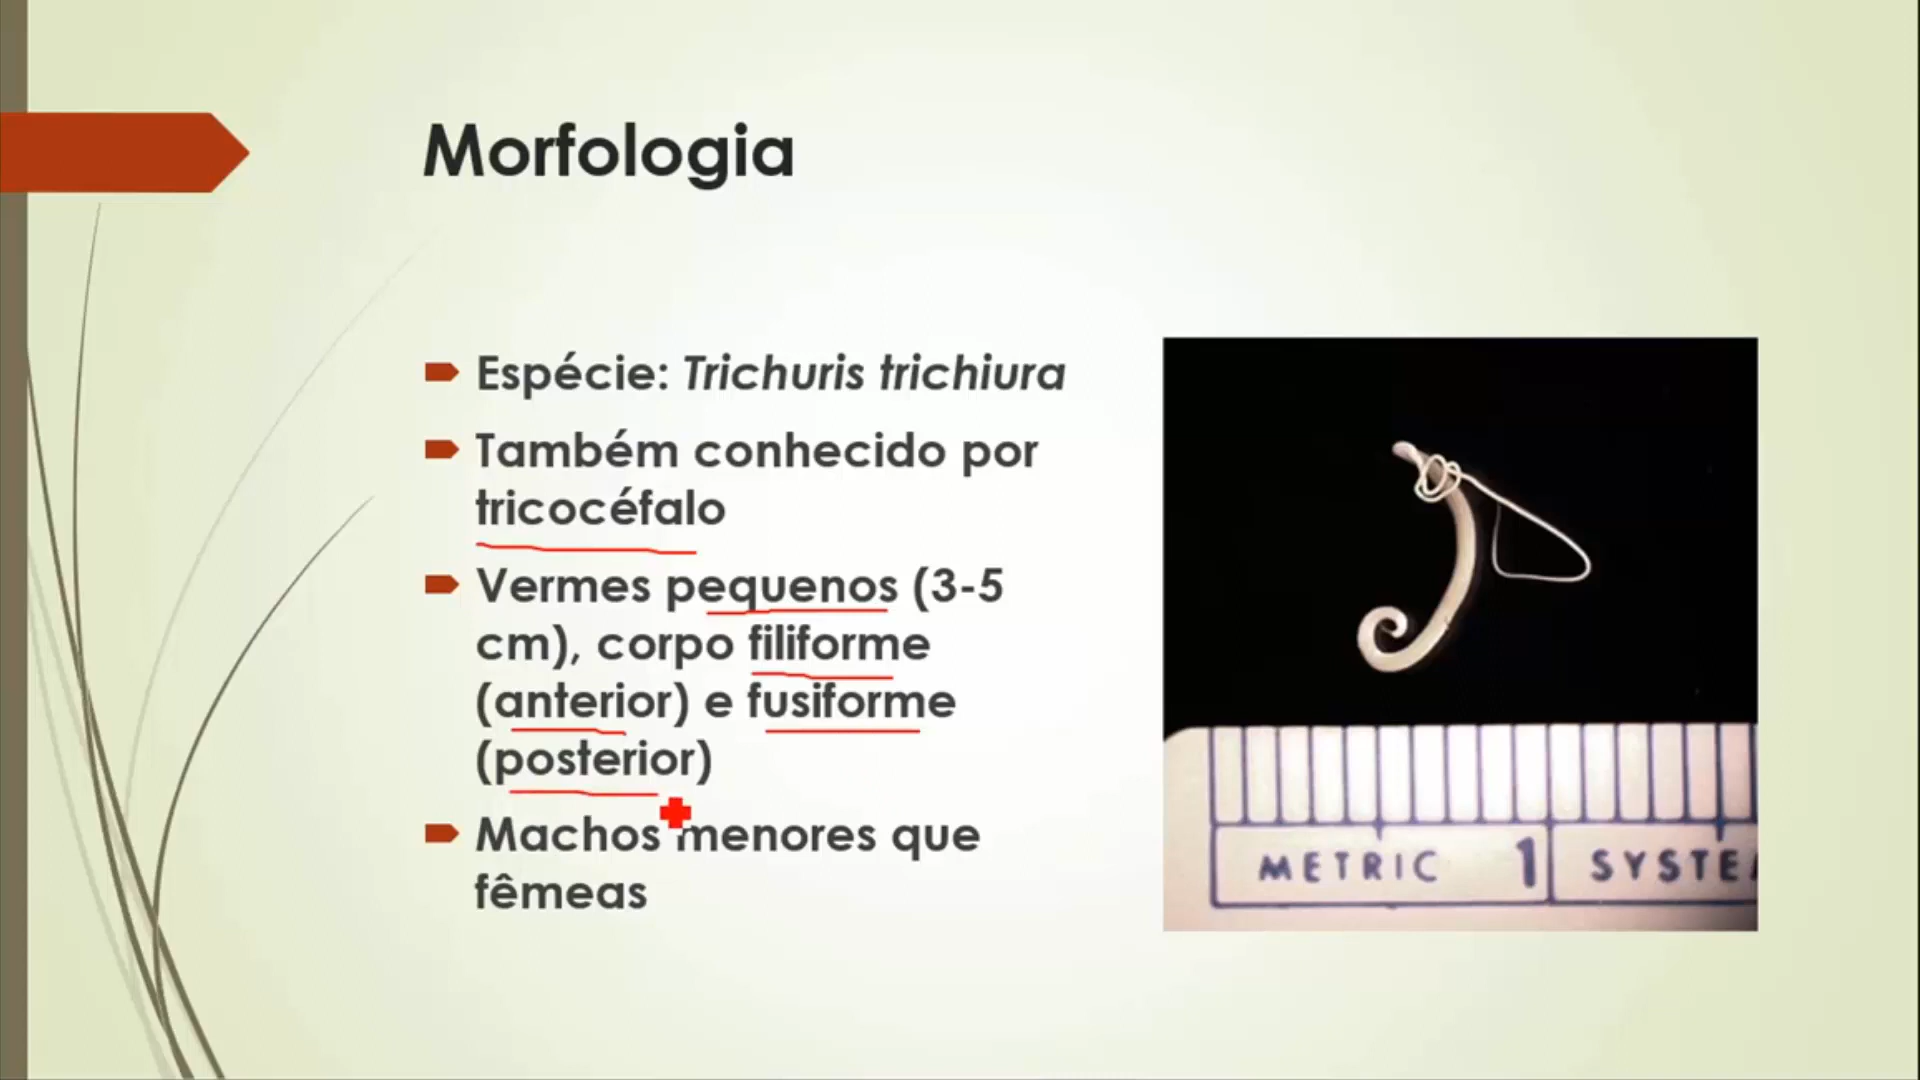 Morfologia
Espécie: Trichuris trichiura
Também conhecido por
tricocéfalo
Vermes pequenos (3-5
cm), corpo filiforme
(anterior) e fusiforme
(posterior)
Machos menores que
fêmeas
METRIC 1 SYSTE